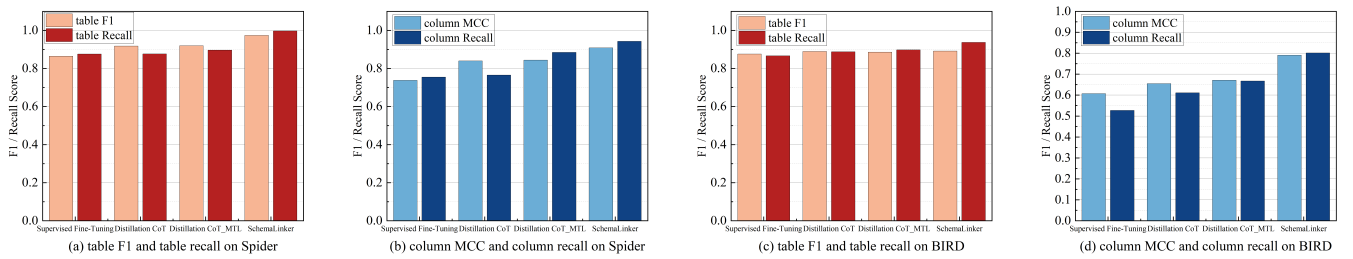 1.0
0.8
0.6
0.4
0.2
0.0
F1 / Recall Score
table F1
table Recall
Supervised Fine-Tuning Distillation CoT Distillation CoT_MTL SchemaLinker
(a) table F1 and table recall on Spider
1.0
0.8
0.6
0.4
0.2
0.0
F1 / Recall Score
column MCC
column Recall
Supervised Fine-Tuning Distillation CoT Distillation CoT_MTL SchemaLinker
(b) column MCC and column recall on Spider
1.0
0.8
0.6
0.4
0.2
0.0
F1 / Recall Score
table F1
table Recall
Supervised Fine-Tuning Distillation CoT Distillation CoT_MTL SchemaLinker
(c) table F1 and table recall on BIRD
1.0
0.9
0.8
0.7
0.6
0.5
0.4
0.3
0.2
0.1
0.0
F1 / Recall Score
column MCC
column Recall
Supervised Fine-Tuning Distillation CoT Distillation CoT_MTL SchemaLinker
(d) column MCC and column recall on BIRD